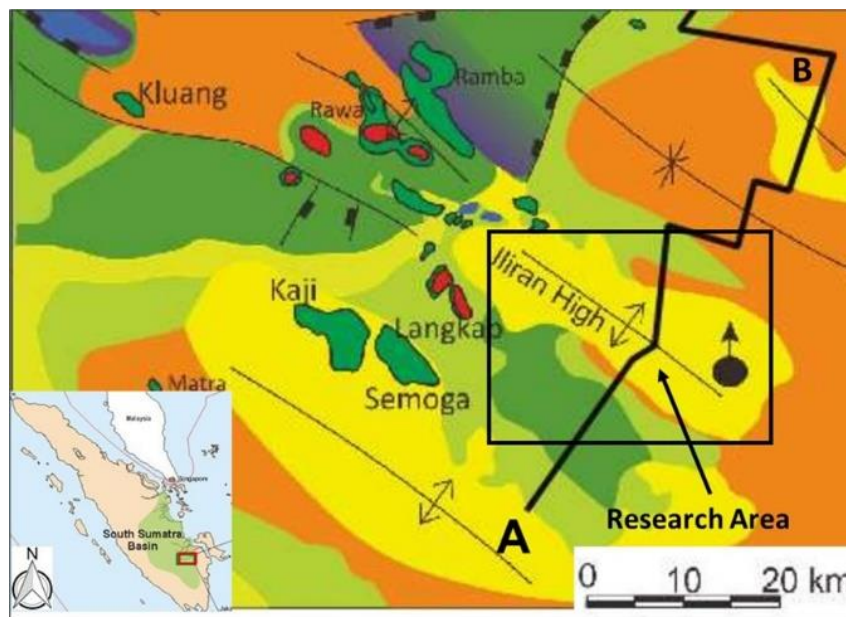 Kluang
Rawa
Ramba
B
Jliran High
Kaji
Langkap
Semoga
Matra
A
Research Area
Malaysia
Singapore
South Sumatra
Basin
N
0 10 20 km